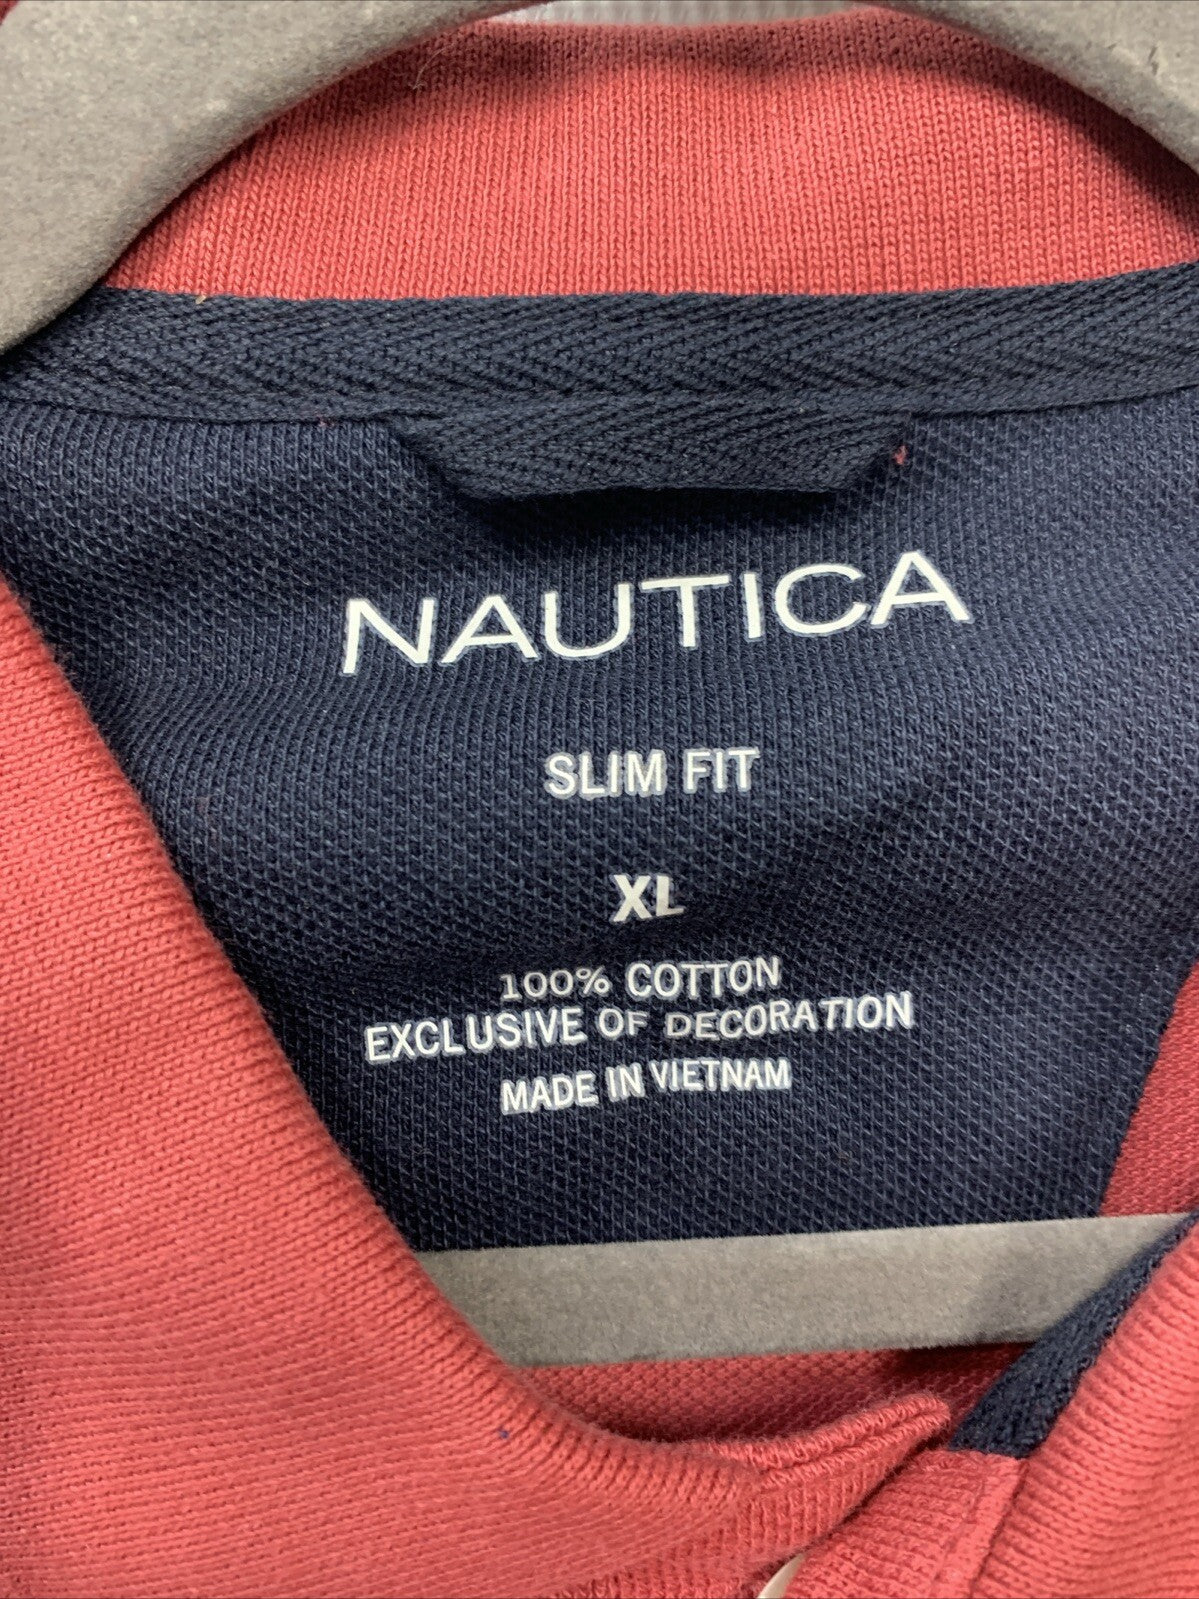 NAUTICA
SLIM FIT
XL
100% COTTON
EXCLUSIVE OF DECORATION
MADE IN VIETNAM